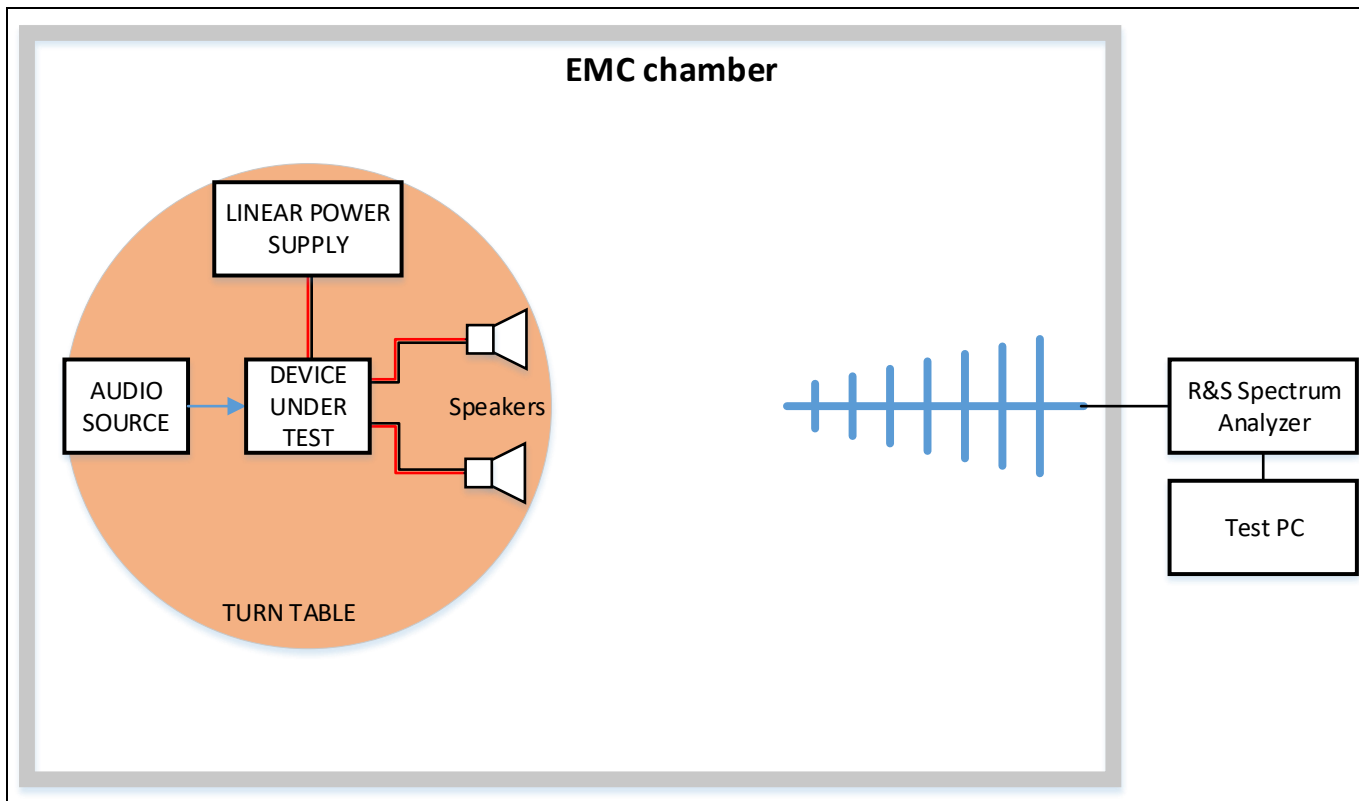 EMC chamber
LINEAR POWER
SUPPLY
AUDIO
SOURCE
DEVICE
UNDER
TEST
Speakers
TURN TABLE
R&S Spectrum
Analyzer
Test PC